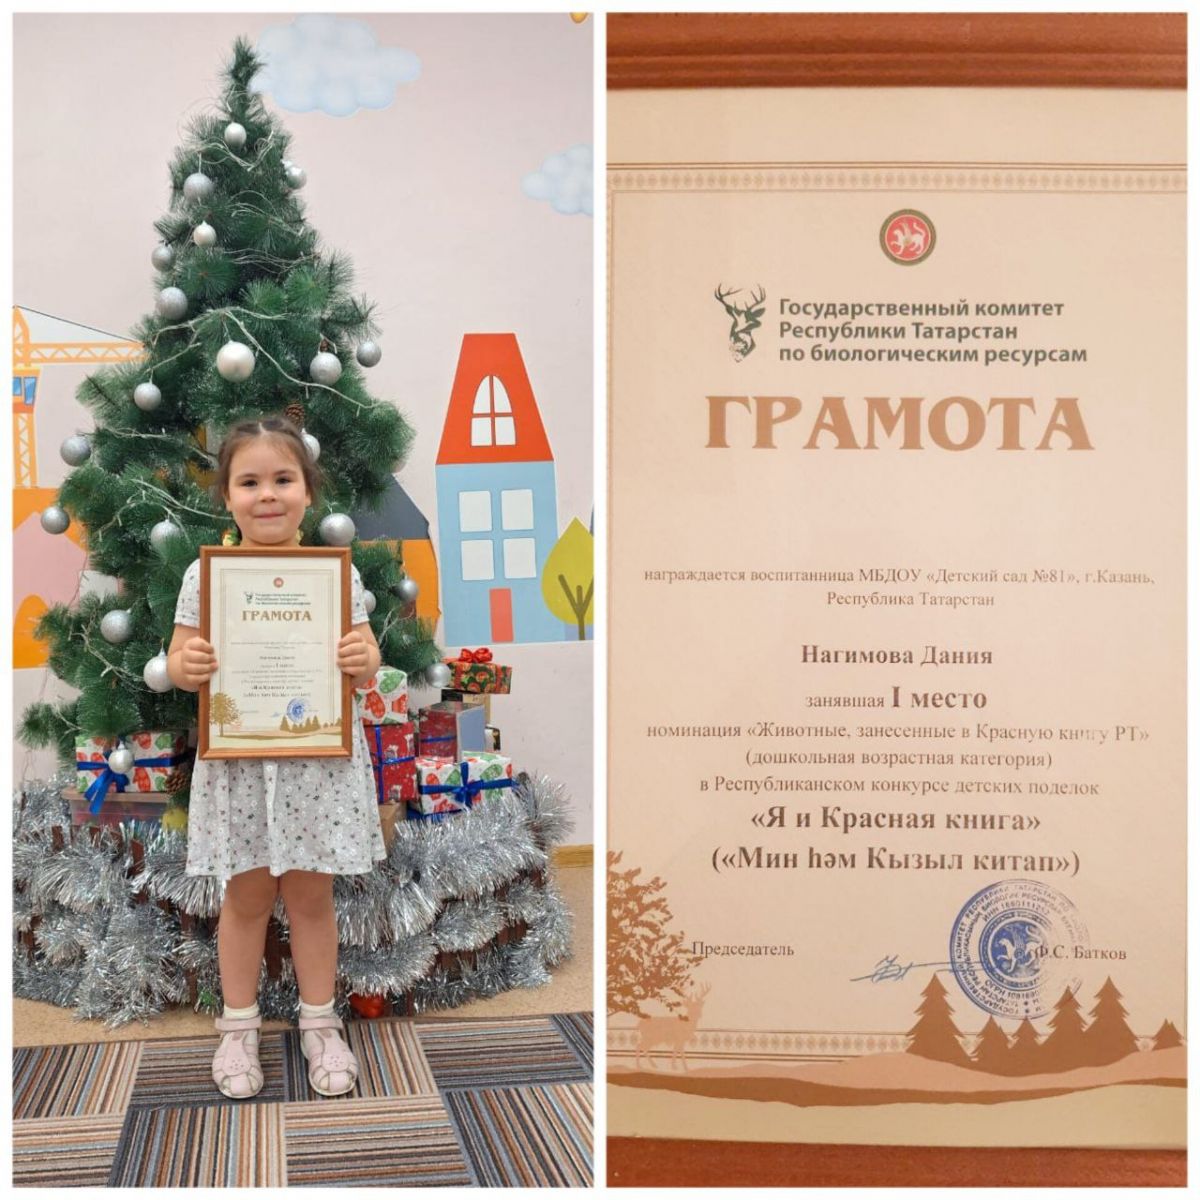 Государственный комитет
Республики Татарстан
по биологическим ресурсам
ГРАМОТА
награждается воспитанница МБДОУ «Детский сад №81», г.Казань,
Республика Татарстан
Нагимова Дания
занявшая I место
номинация «Животные, занесенные в Красную книгу РТ»
(дошкольная возрастная категория)
в Республиканском конкурсе детских поделок
«Я и Красная книга»
(«Мин һәм Кызыл китап»)
Председатель
Ф.С. Батков